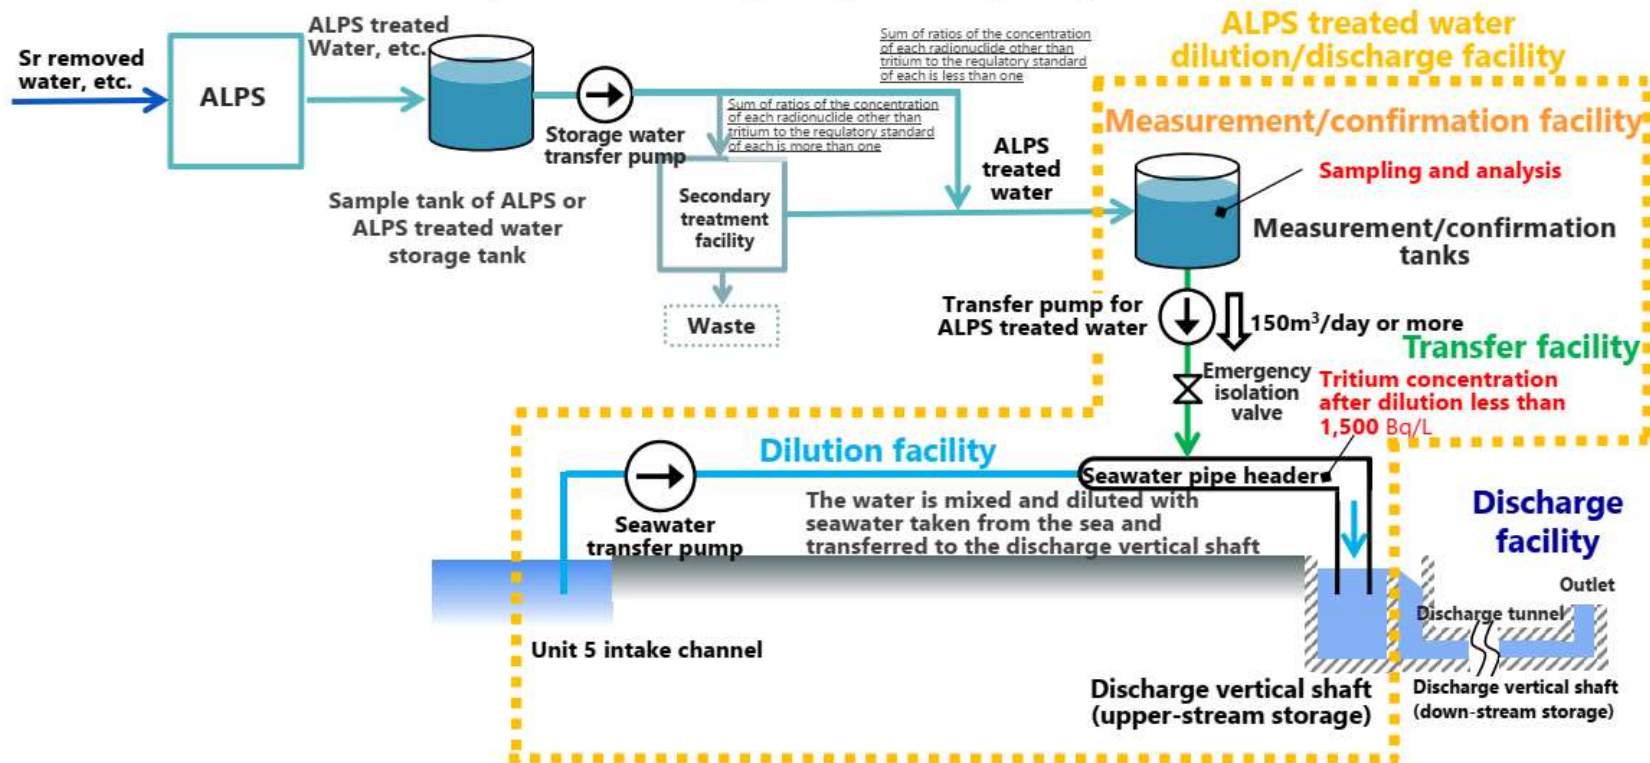 ALPS treated
Water, etc.
Sr removed
water, etc.
ALPS
Storage water
transfer pump
Sample tank of ALPS or
ALPS treated water
storage tank
Sum of ratios of the concentration
of each radionuclide other than
tritium to the regulatory standard
of each is less than one
Sum of ratios of the concentration
of each radionuclide other than
tritium to the regulatory standard
of each is more than one
Secondary
treatment
facility
Waste
ALPS
treated
water
ALPS treated water
dilution/discharge facility
Measurement/confirmation facility
Sampling and analysis
Measurement/confirmation
tanks
Transfer pump for
ALPS treated water
150m³/day or more
Transfer facility
Emergency
isolation
valve
Tritium concentration
after dilution less than
1,500 Bq/L
Dilution facility
Seawater pipe header
Seawater
transfer pump
The water is mixed and diluted with
seawater taken from the sea and
transferred to the discharge vertical shaft
Discharge
facility
Outlet
Discharge tunnel
Unit 5 intake channel
Discharge vertical shaft
(upper-stream storage)
Discharge vertical shaft
(down-stream storage)